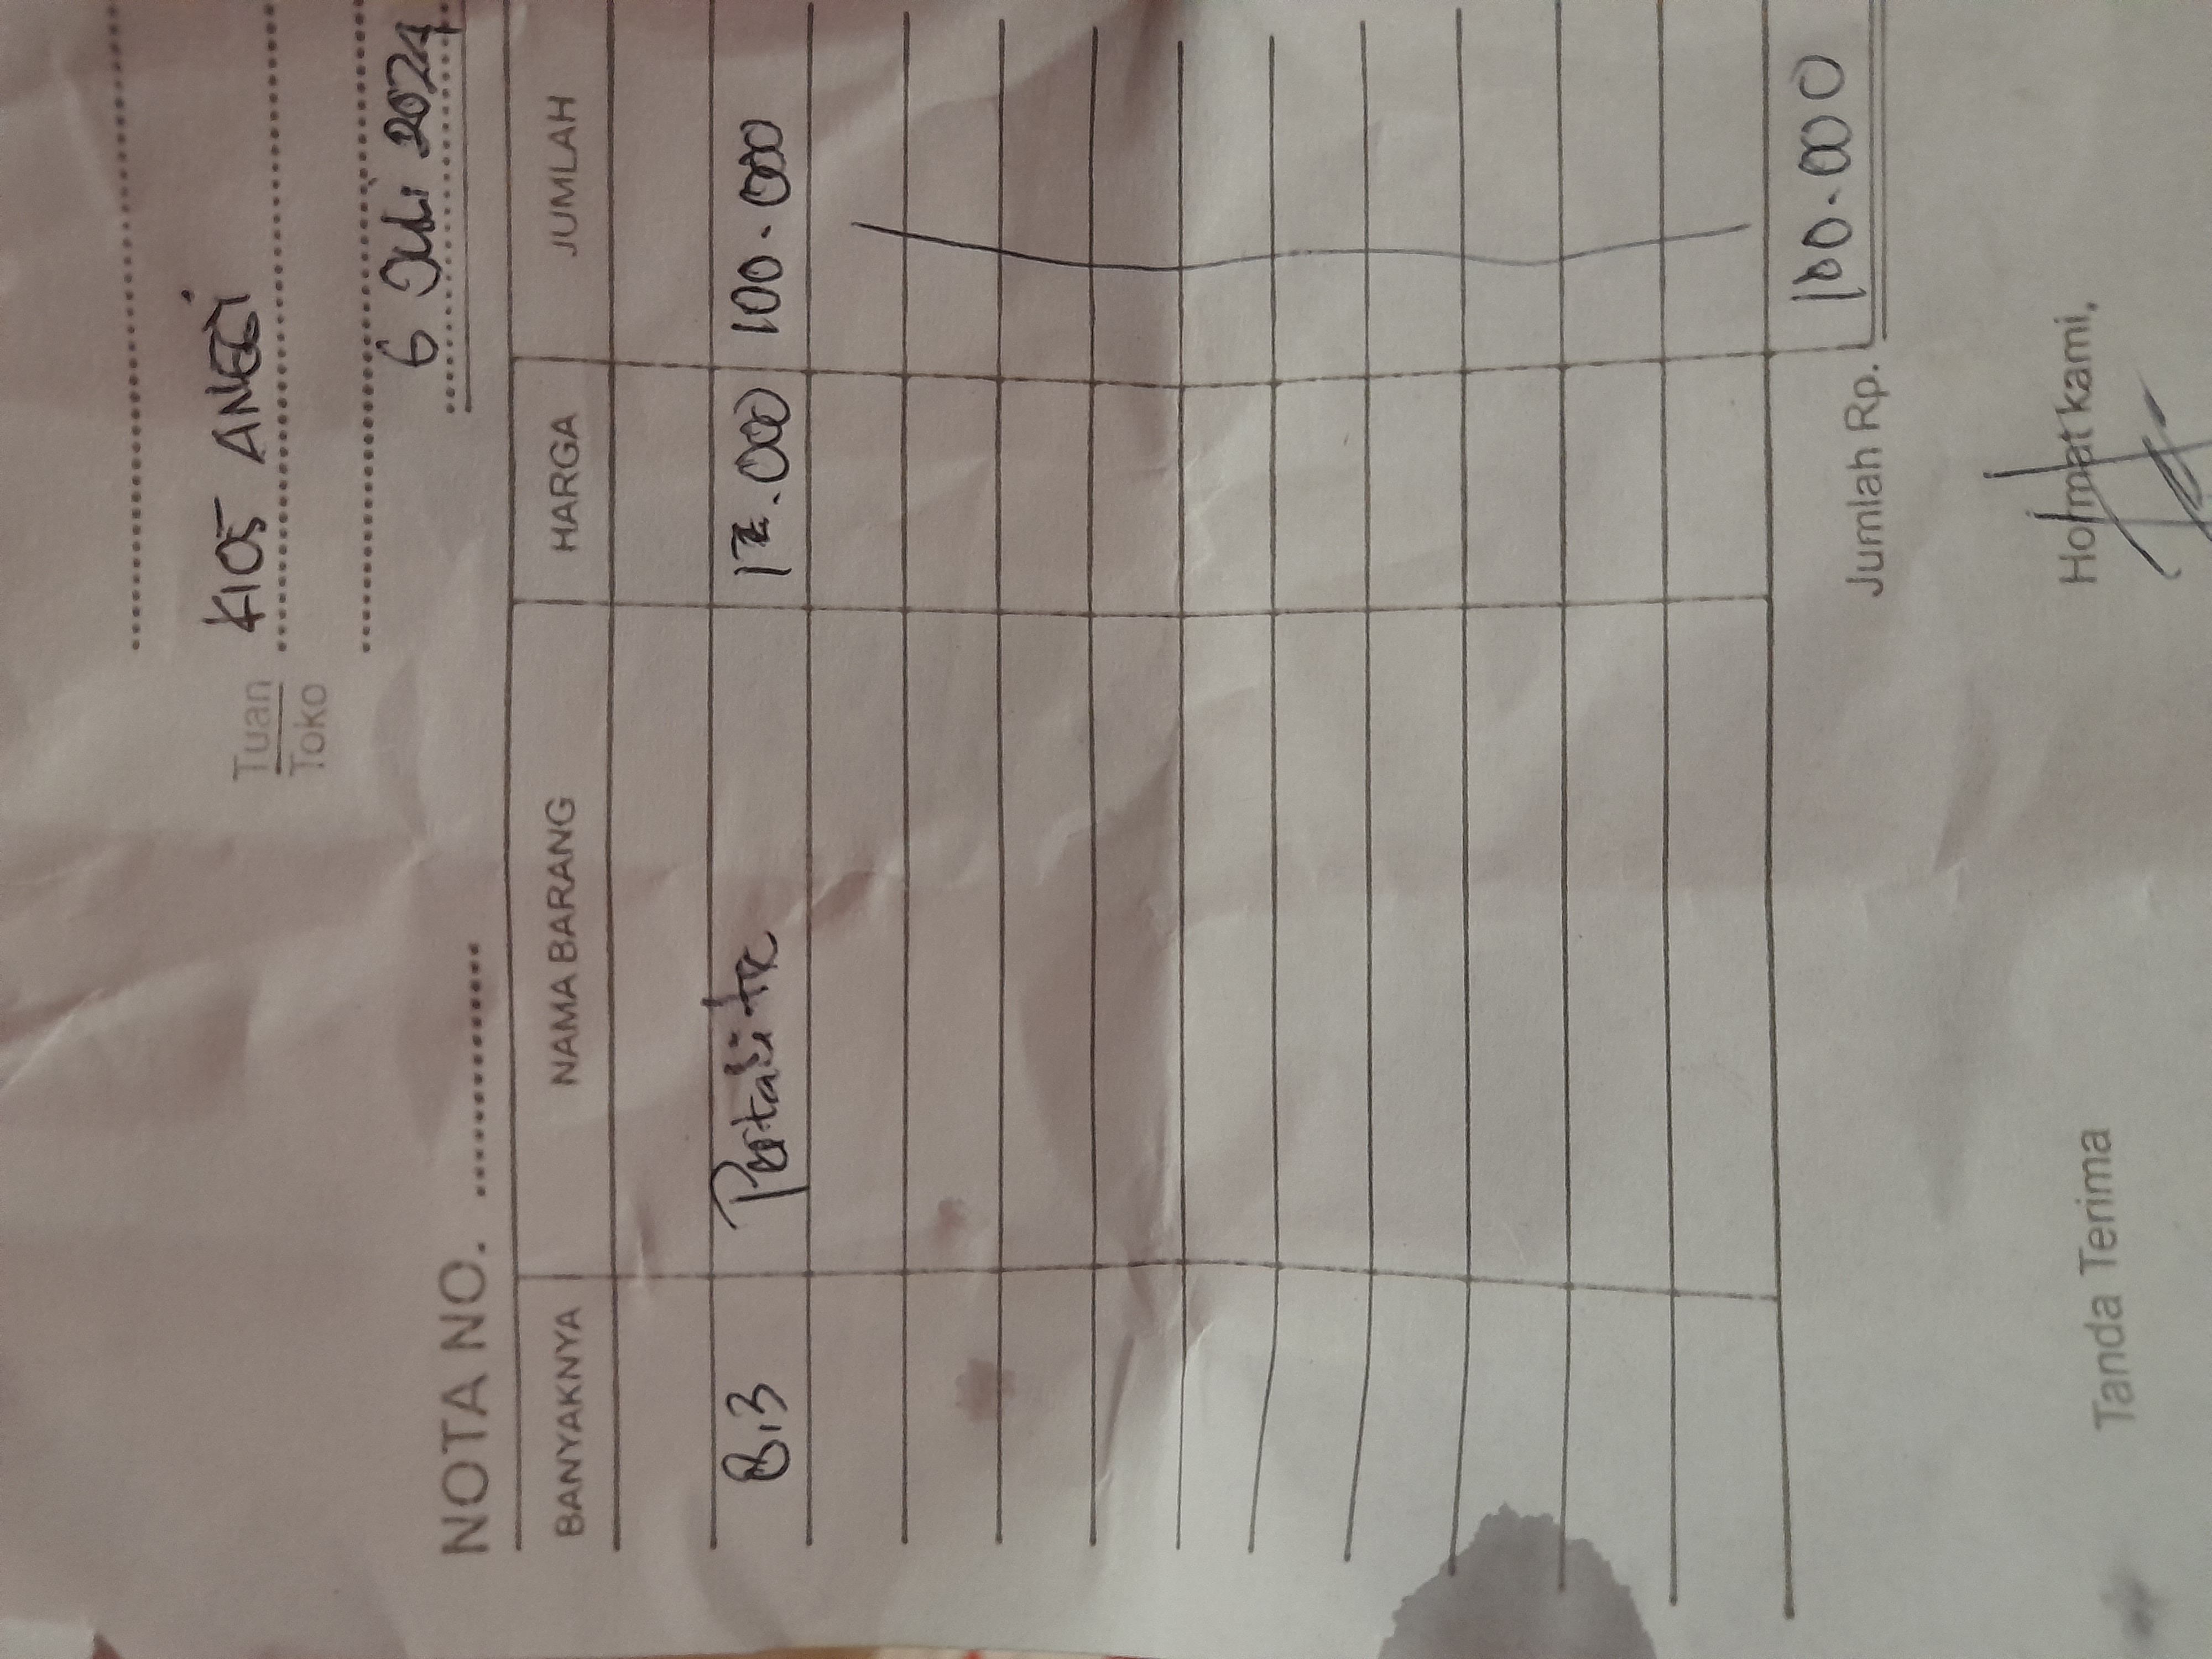 Tuan KIOS ANEGI
Toko
6 Juli 2024
NOTA NO. ............
BANYAKNYA NAMA BARANG HARGA JUMLAH
8,3 Pertalite 12.000 100.000
Jumlah Rp. 100.000
Tanda Terima Hormat kami,